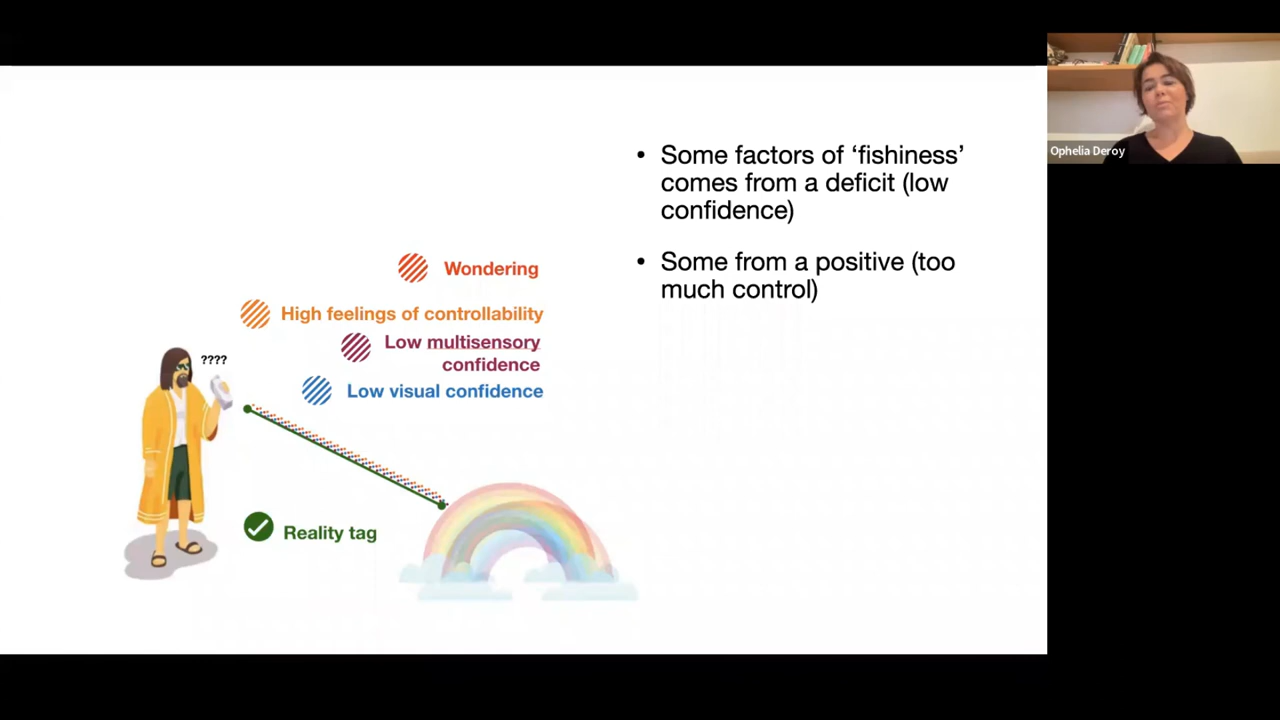 Ophelia Deroy
• Some factors of ‘fishiness’
comes from a deficit (low
confidence)
• Some from a positive (too
much control)
Wondering
High feelings of controllability
Low multisensory
confidence
Low visual confidence
????
Reality tag